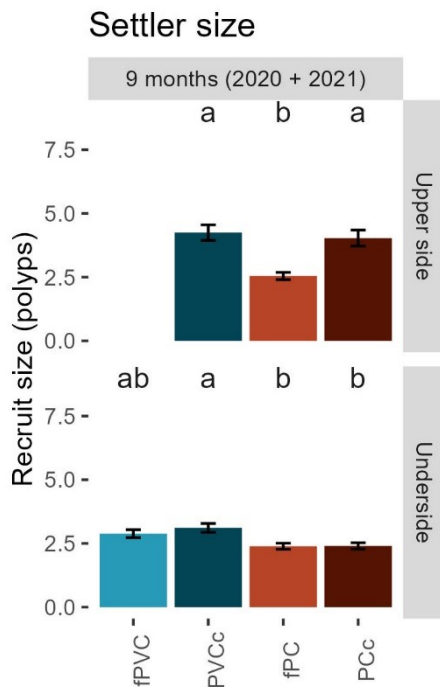 Settler size
9 months (2020 + 2021)
a b a
Upper side
7.5
5.0
2.5
0.0
Recruit size (polyps)
ab a b b
Underside
7.5
5.0
2.5
0.0
fPVC PVCc fPC PCc